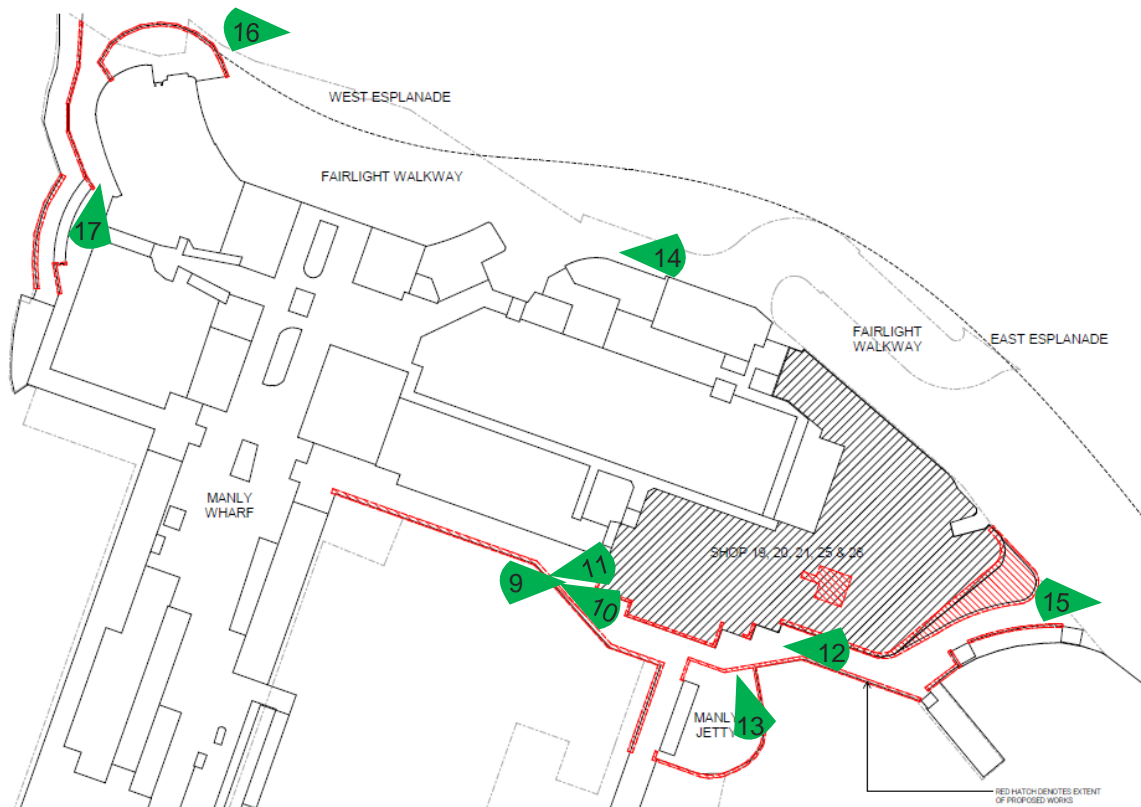 16
WEST ESPLANADE
FAIRLIGHT WALKWAY
17
14
FAIRLIGHT
WALKWAY
EAST ESPLANADE
MANLY
WHARF
SHOP 19, 20, 21, 25 & 26
11
9
10
15
12
MANLY
JETTY
13
RED HATCH DENOTES EXTENT
OF PROPOSED WORKS